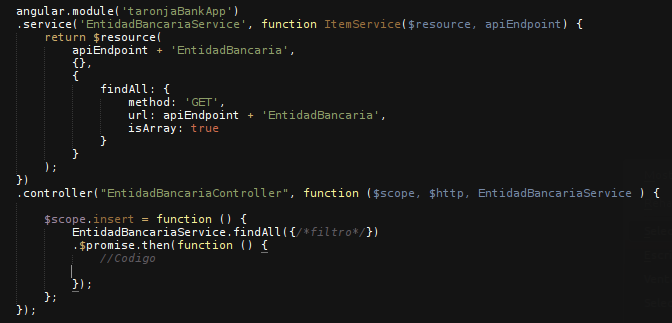 angular.module('taronjaBankApp')
.service('EntidadBancariaService', function ItemService($resource, apiEndpoint) {
    return $resource(
        apiEndpoint + 'EntidadBancaria',
        {},
        {
            findAll: {
                method: 'GET',
                url: apiEndpoint + 'EntidadBancaria',
                isArray: true
            }
        }
    );
})
.controller("EntidadBancariaController", function ($scope, $http, EntidadBancariaService ) {
    $scope.insert = function () {
        EntidadBancariaService.findAll({/*filtro*/})
        .$promise.then(function () {
            //Codigo
        });
    };
});